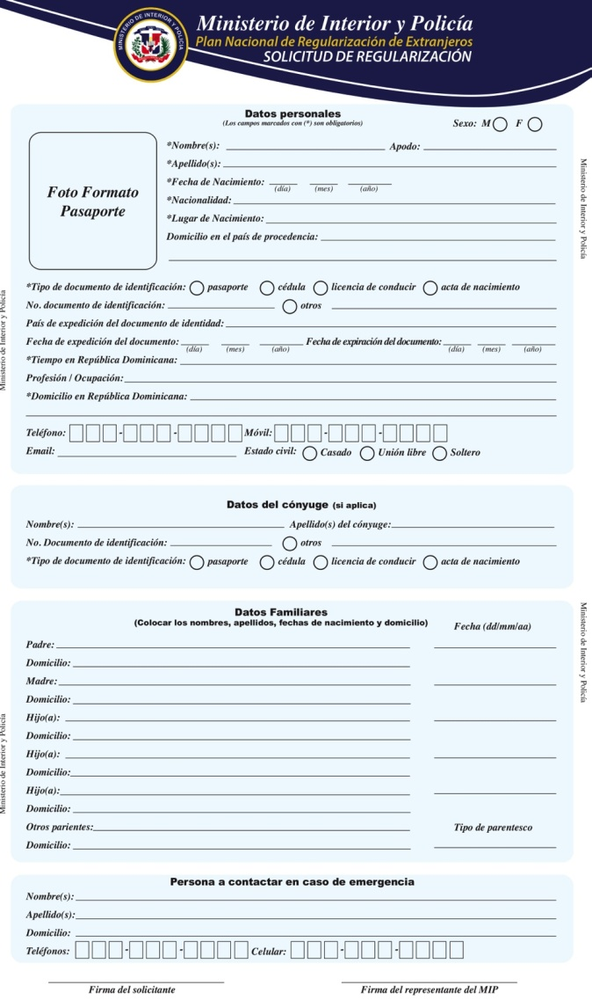 MINISTERIO DE INTERIOR Y POLICÍA
Ministerio de Interior y Policía
Plan Nacional de Regularización de Extranjeros
SOLICITUD DE REGULARIZACIÓN
Datos personales
(Los campos marcados con (*) son obligatorios)
Sexo: M F
Foto Formato
Pasaporte
*Nombre(s): Apodo:
*Apellido(s):
*Fecha de Nacimiento:
(día) (mes) (año)
*Nacionalidad:
*Lugar de Nacimiento:
Domicilio en el país de procedencia:
*Tipo de documento de identificación: pasaporte cédula licencia de conducir acta de nacimiento
No. documento de identificación: otros
País de expedición del documento de identidad:
Fecha de expedición del documento: Fecha de expiración del documento:
(día) (mes) (año) (día) (mes) (año)
*Tiempo en República Dominicana:
Profesión / Ocupación:
*Domicilio en República Dominicana:
Teléfono: - - Móvil: - -
Email: Estado civil: Casado Unión libre Soltero
Datos del cónyuge (si aplica)
Nombre(s): Apellido(s) del cónyuge:
No. Documento de identificación: otros
*Tipo de documento de identificación: pasaporte cédula licencia de conducir acta de nacimiento
Datos Familiares
(Colocar los nombres, apellidos, fechas de nacimiento y domicilio)
Fecha (dd/mm/aa)
Padre:
Domicilio:
Madre:
Domicilio:
Hijo(a):
Domicilio:
Hijo(a):
Domicilio:
Hijo(a):
Domicilio:
Otros parientes: Tipo de parentesco
Domicilio:
Persona a contactar en caso de emergencia
Nombre(s):
Apellido(s):
Domicilio:
Teléfonos: - - Celular: - -
Firma del solicitante Firma del representante del MIP
Ministerio de Interior y Policía
Ministerio de Interior y Policía
Ministerio de Interior y Policía
Ministerio de Interior y Policía